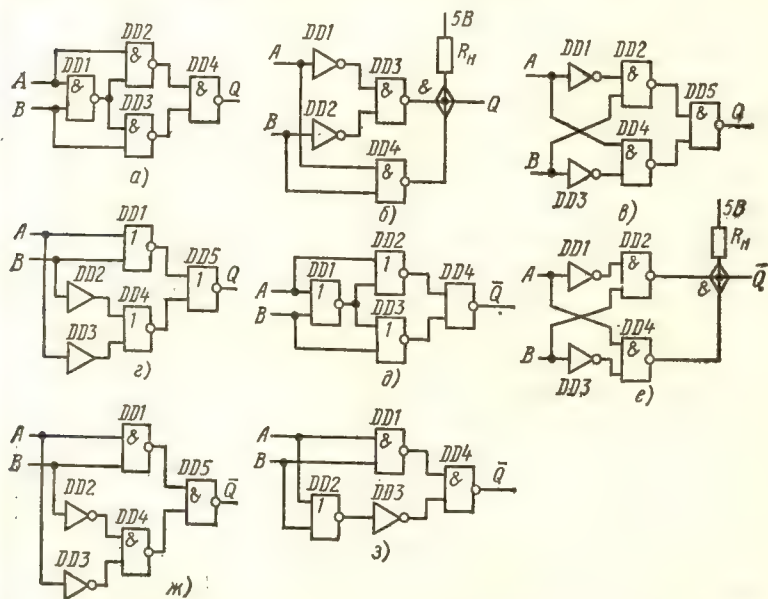 A
B
DD1
&
DD2
&
DD3
&
DD4
&
Q
а)
A
B
DD1
DD2
DD3
&
DD4
&
&
5В
Rн
Q
б)
A
B
DD1
DD2
&
DD3
DD4
&
DD5
&
Q
в)
A
B
DD1
1
DD2
DD3
DD4
1
DD5
1
Q
г)
A
B
DD1
1
DD2
1
DD3
1
DD4
Q̄
д)
A
B
DD1
DD2
&
DD3
DD4
&
&
5В
Rн
Q̄
е)
A
B
DD1
&
DD2
DD3
DD4
&
DD5
&
Q̄
ж)
A
B
DD1
&
DD2
1
DD3
DD4
&
Q̄
з)